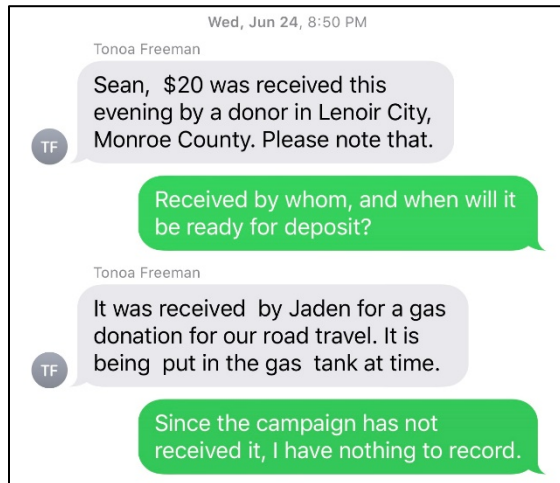 Wed, Jun 24, 8:50 PM
Tonoa Freeman
Sean, $20 was received this
evening by a donor in Lenoir City,
Monroe County. Please note that.
TF
Received by whom, and when will it
be ready for deposit?
Tonoa Freeman
It was received by Jaden for a gas
donation for our road travel. It is
being put in the gas tank at time.
TF
Since the campaign has not
received it, I have nothing to record.